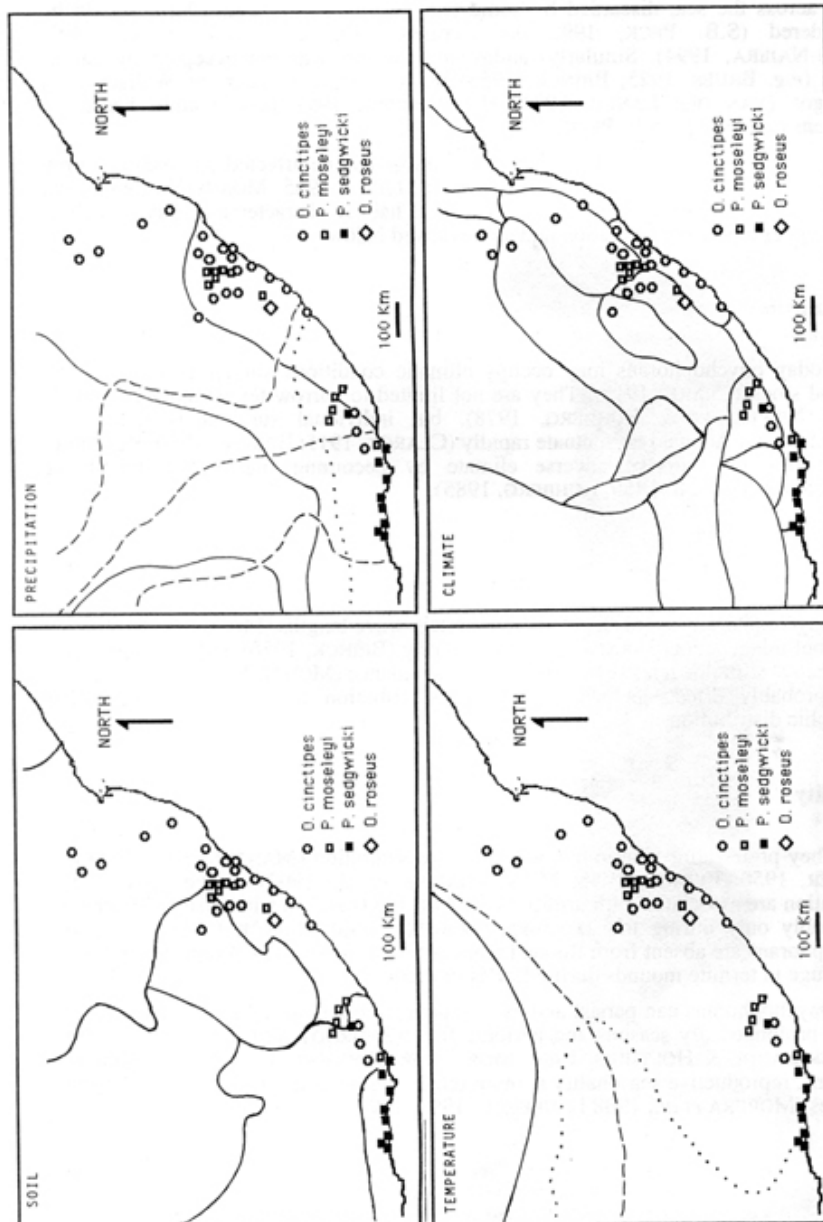 SOIL
NORTH
O. cinctipes
P. moseleyi
P. sedgwicki
O. roseus
100 Km
PRECIPITATION
NORTH
O. cinctipes
P. moseleyi
P. sedgwicki
O. roseus
100 Km
TEMPERATURE
NORTH
O. cinctipes
P. moseleyi
P. sedgwicki
O. roseus
100 Km
CLIMATE
NORTH
O. cinctipes
P. moseleyi
P. sedgwicki
O. roseus
100 Km